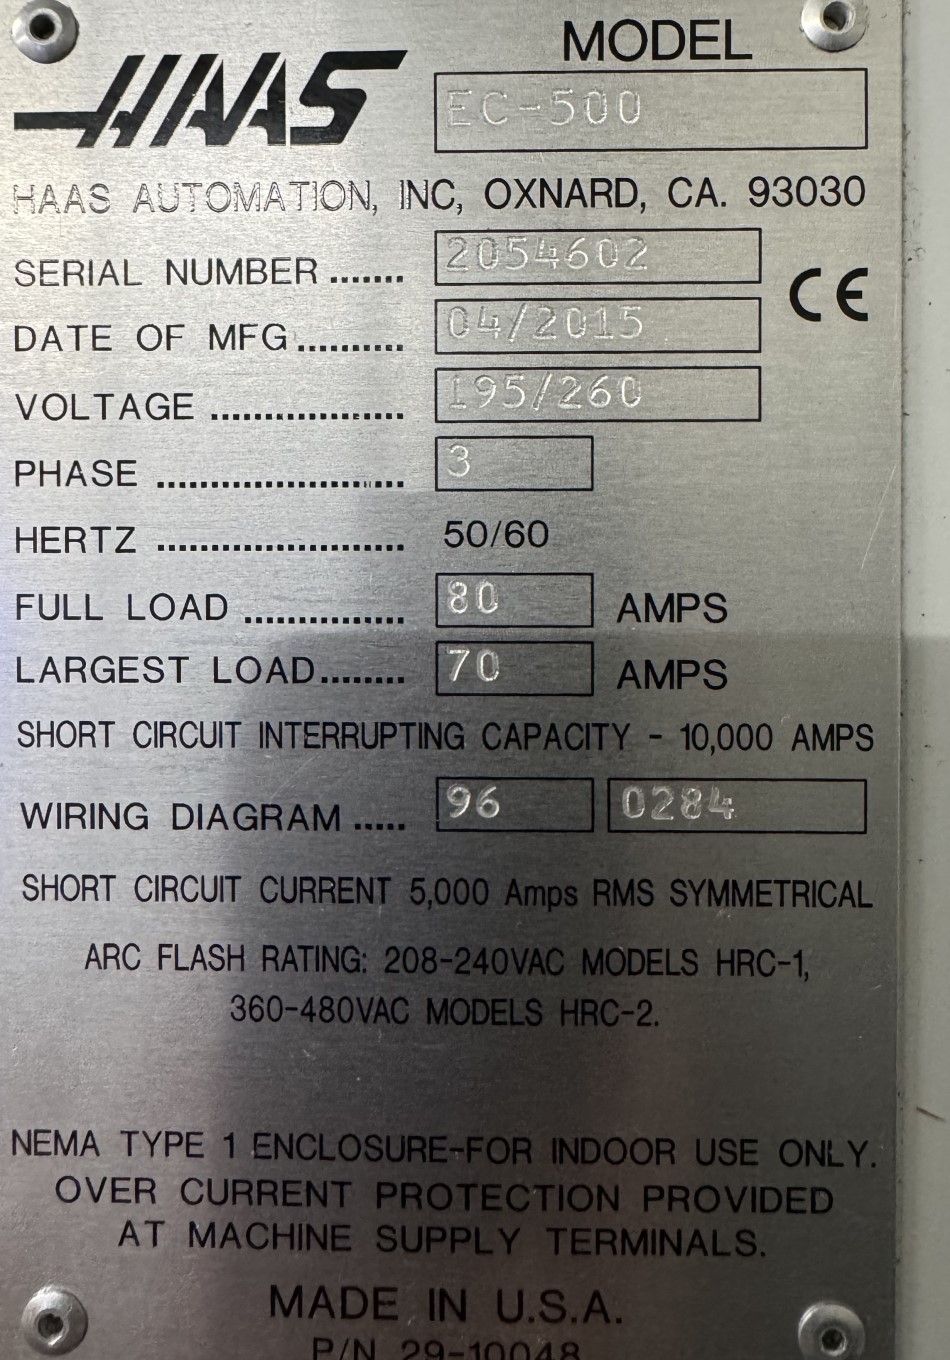 MODEL
HAAS EC-500
HAAS AUTOMATION, INC, OXNARD, CA. 93030
SERIAL NUMBER ....... 2054602
CE
DATE OF MFG .......... 04/2015
VOLTAGE ................ 195/260
PHASE ..................... 3
HERTZ ..................... 50/60
FULL LOAD .............. 80 AMPS
LARGEST LOAD........ 70 AMPS
SHORT CIRCUIT INTERRUPTING CAPACITY - 10,000 AMPS
WIRING DIAGRAM ..... 96 0284
SHORT CIRCUIT CURRENT 5,000 Amps RMS SYMMETRICAL
ARC FLASH RATING: 208-240VAC MODELS HRC-1,
360-480VAC MODELS HRC-2.
NEMA TYPE 1 ENCLOSURE-FOR INDOOR USE ONLY.
OVER CURRENT PROTECTION PROVIDED
AT MACHINE SUPPLY TERMINALS.
MADE IN U.S.A.
P/N 29-10048